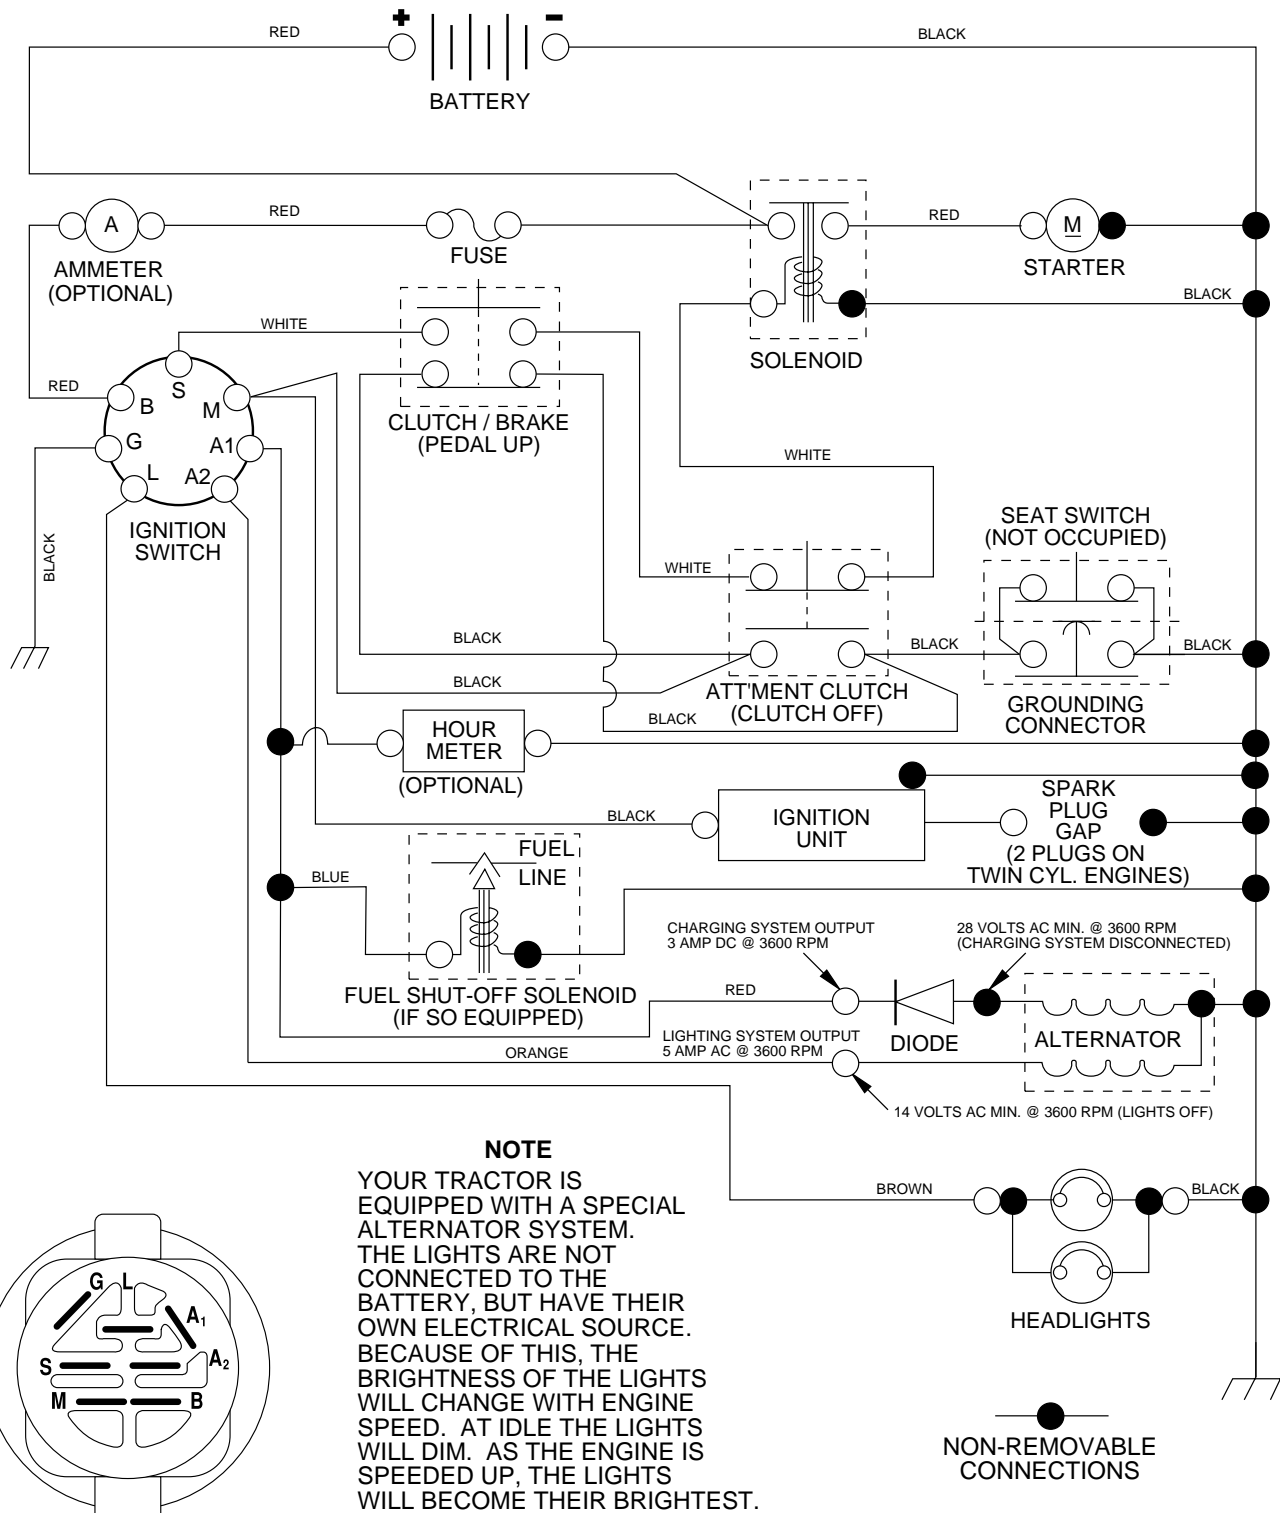 +
-
RED
BLACK
BATTERY
A
RED
RED
M
FUSE
AMMETER
(OPTIONAL)
STARTER
BLACK
WHITE
SOLENOID
RED
S
B
M
CLUTCH / BRAKE
(PEDAL UP)
G
A1
WHITE
L
A2
IGNITION
SWITCH
BLACK
SEAT SWITCH
(NOT OCCUPIED)
WHITE
BLACK
BLACK
BLACK
BLACK
ATT'MENT CLUTCH
(CLUTCH OFF)
BLACK
GROUNDING
CONNECTOR
HOUR
METER
(OPTIONAL)
BLACK
IGNITION
UNIT
SPARK
PLUG
GAP
(2 PLUGS ON
TWIN CYL. ENGINES)
FUEL
LINE
BLUE
FUEL SHUT-OFF SOLENOID
(IF SO EQUIPPED)
CHARGING SYSTEM OUTPUT
3 AMP DC @ 3600 RPM
28 VOLTS AC MIN. @ 3600 RPM
(CHARGING SYSTEM DISCONNECTED)
RED
DIODE
ALTERNATOR
LIGHTING SYSTEM OUTPUT
5 AMP AC @ 3600 RPM
ORANGE
14 VOLTS AC MIN. @ 3600 RPM (LIGHTS OFF)
BROWN
BLACK
HEADLIGHTS
NOTE
YOUR TRACTOR IS
EQUIPPED WITH A SPECIAL
ALTERNATOR SYSTEM.
THE LIGHTS ARE NOT
CONNECTED TO THE
BATTERY, BUT HAVE THEIR
OWN ELECTRICAL SOURCE.
BECAUSE OF THIS, THE
BRIGHTNESS OF THE LIGHTS
WILL CHANGE WITH ENGINE
SPEED. AT IDLE THE LIGHTS
WILL DIM. AS THE ENGINE IS
SPEEDED UP, THE LIGHTS
WILL BECOME THEIR BRIGHTEST.
G
L
A1
S
A2
M
B
NON-REMOVABLE
CONNECTIONS